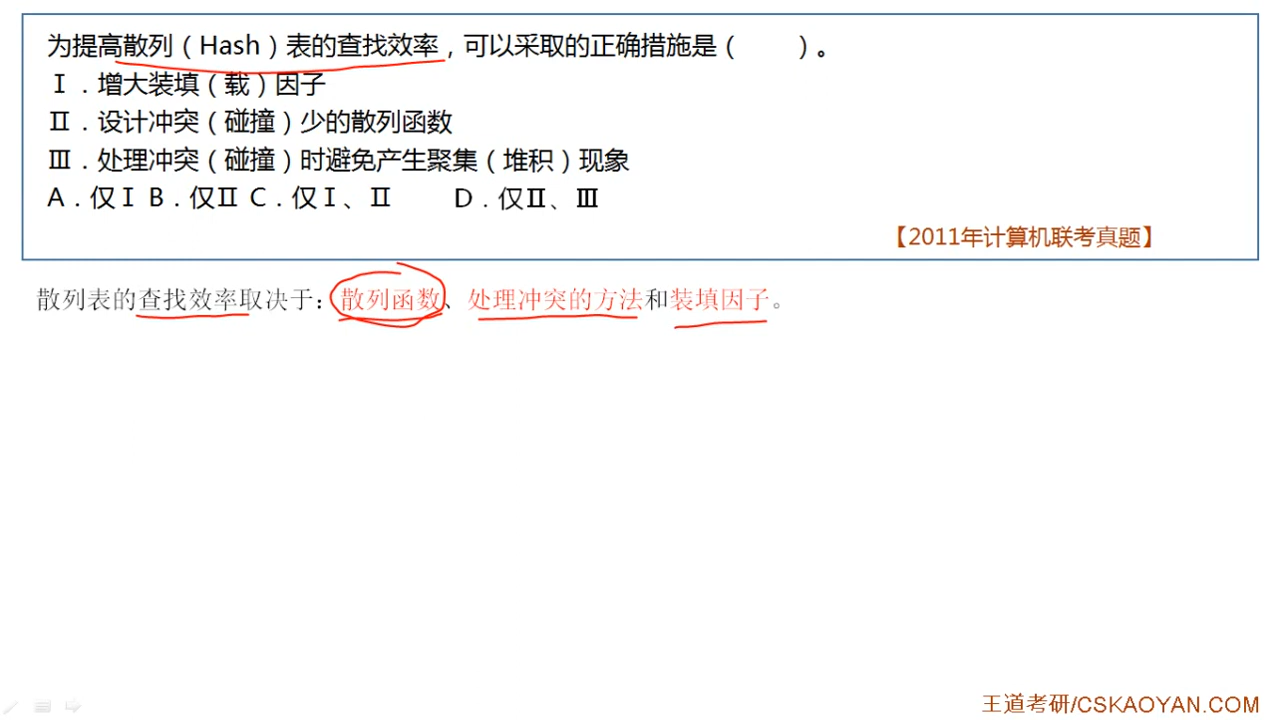 为提高散列（Hash）表的查找效率，可以采取的正确措施是（　　）。
Ⅰ．增大装填（载）因子
Ⅱ．设计冲突（碰撞）少的散列函数
Ⅲ．处理冲突（碰撞）时避免产生聚集（堆积）现象
A．仅Ⅰ B．仅Ⅱ C．仅Ⅰ、Ⅱ　　D．仅Ⅱ、Ⅲ
【2011年计算机联考真题】
散列表的查找效率取决于：散列函数、处理冲突的方法和装填因子。
王道考研/CSKAOYAN.COM